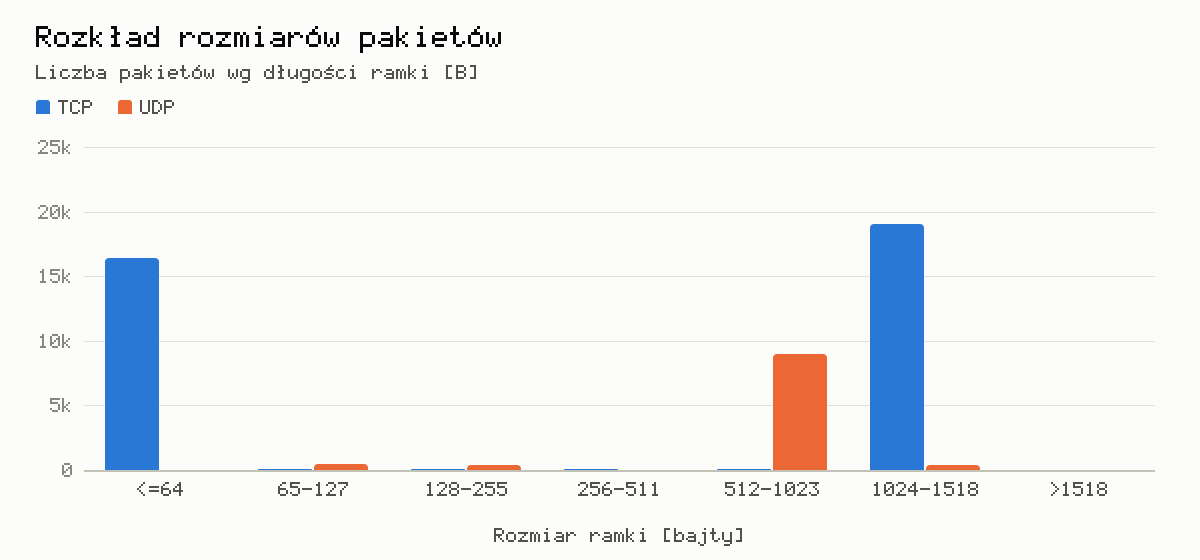 Rozkład rozmiarów pakietów
Liczba pakietów wg długości ramki [B]
TCP UDP
25k
20k
15k
10k
5k
0
<=64 65-127 128-255 256-511 512-1023 1024-1518 >1518
Rozmiar ramki [bajty]